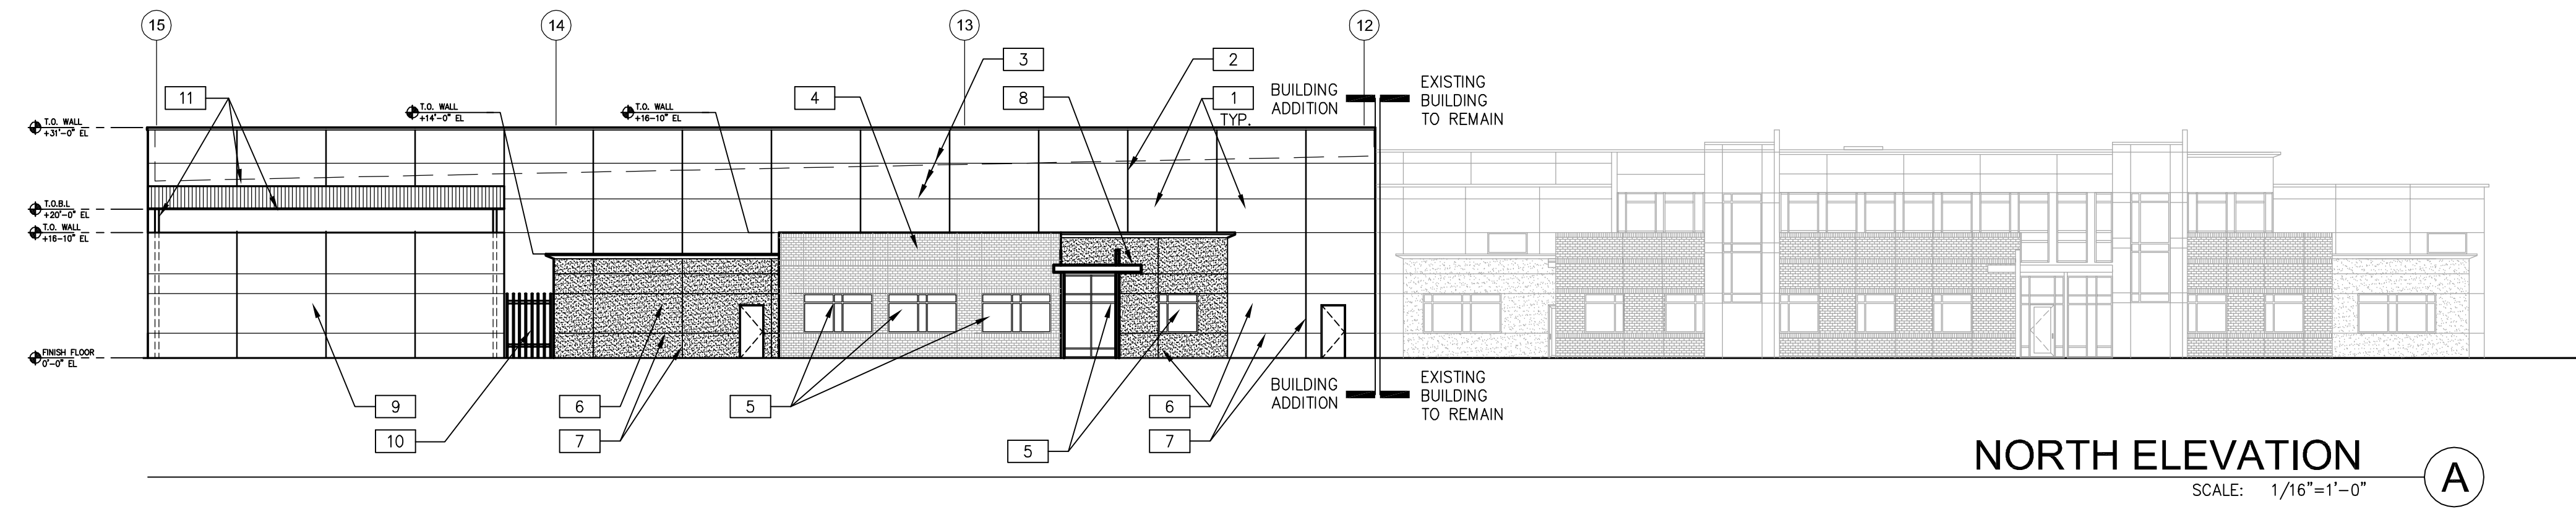 15
14
13
12
3
2
11
4
8
1
TYP.
BUILDING
ADDITION
EXISTING
BUILDING
TO REMAIN
T.O. WALL
+14'-0" EL
T.O. WALL
+16-10" EL
T.O. WALL
+31'-0" EL
T.O.B.L
+20'-0" EL
T.O. WALL
+16-10" EL
FINISH FLOOR
0'-0" EL
9
6
5
6
10
7
5
7
BUILDING
ADDITION
EXISTING
BUILDING
TO REMAIN
NORTH ELEVATION
A
SCALE: 1/16"=1'-0"